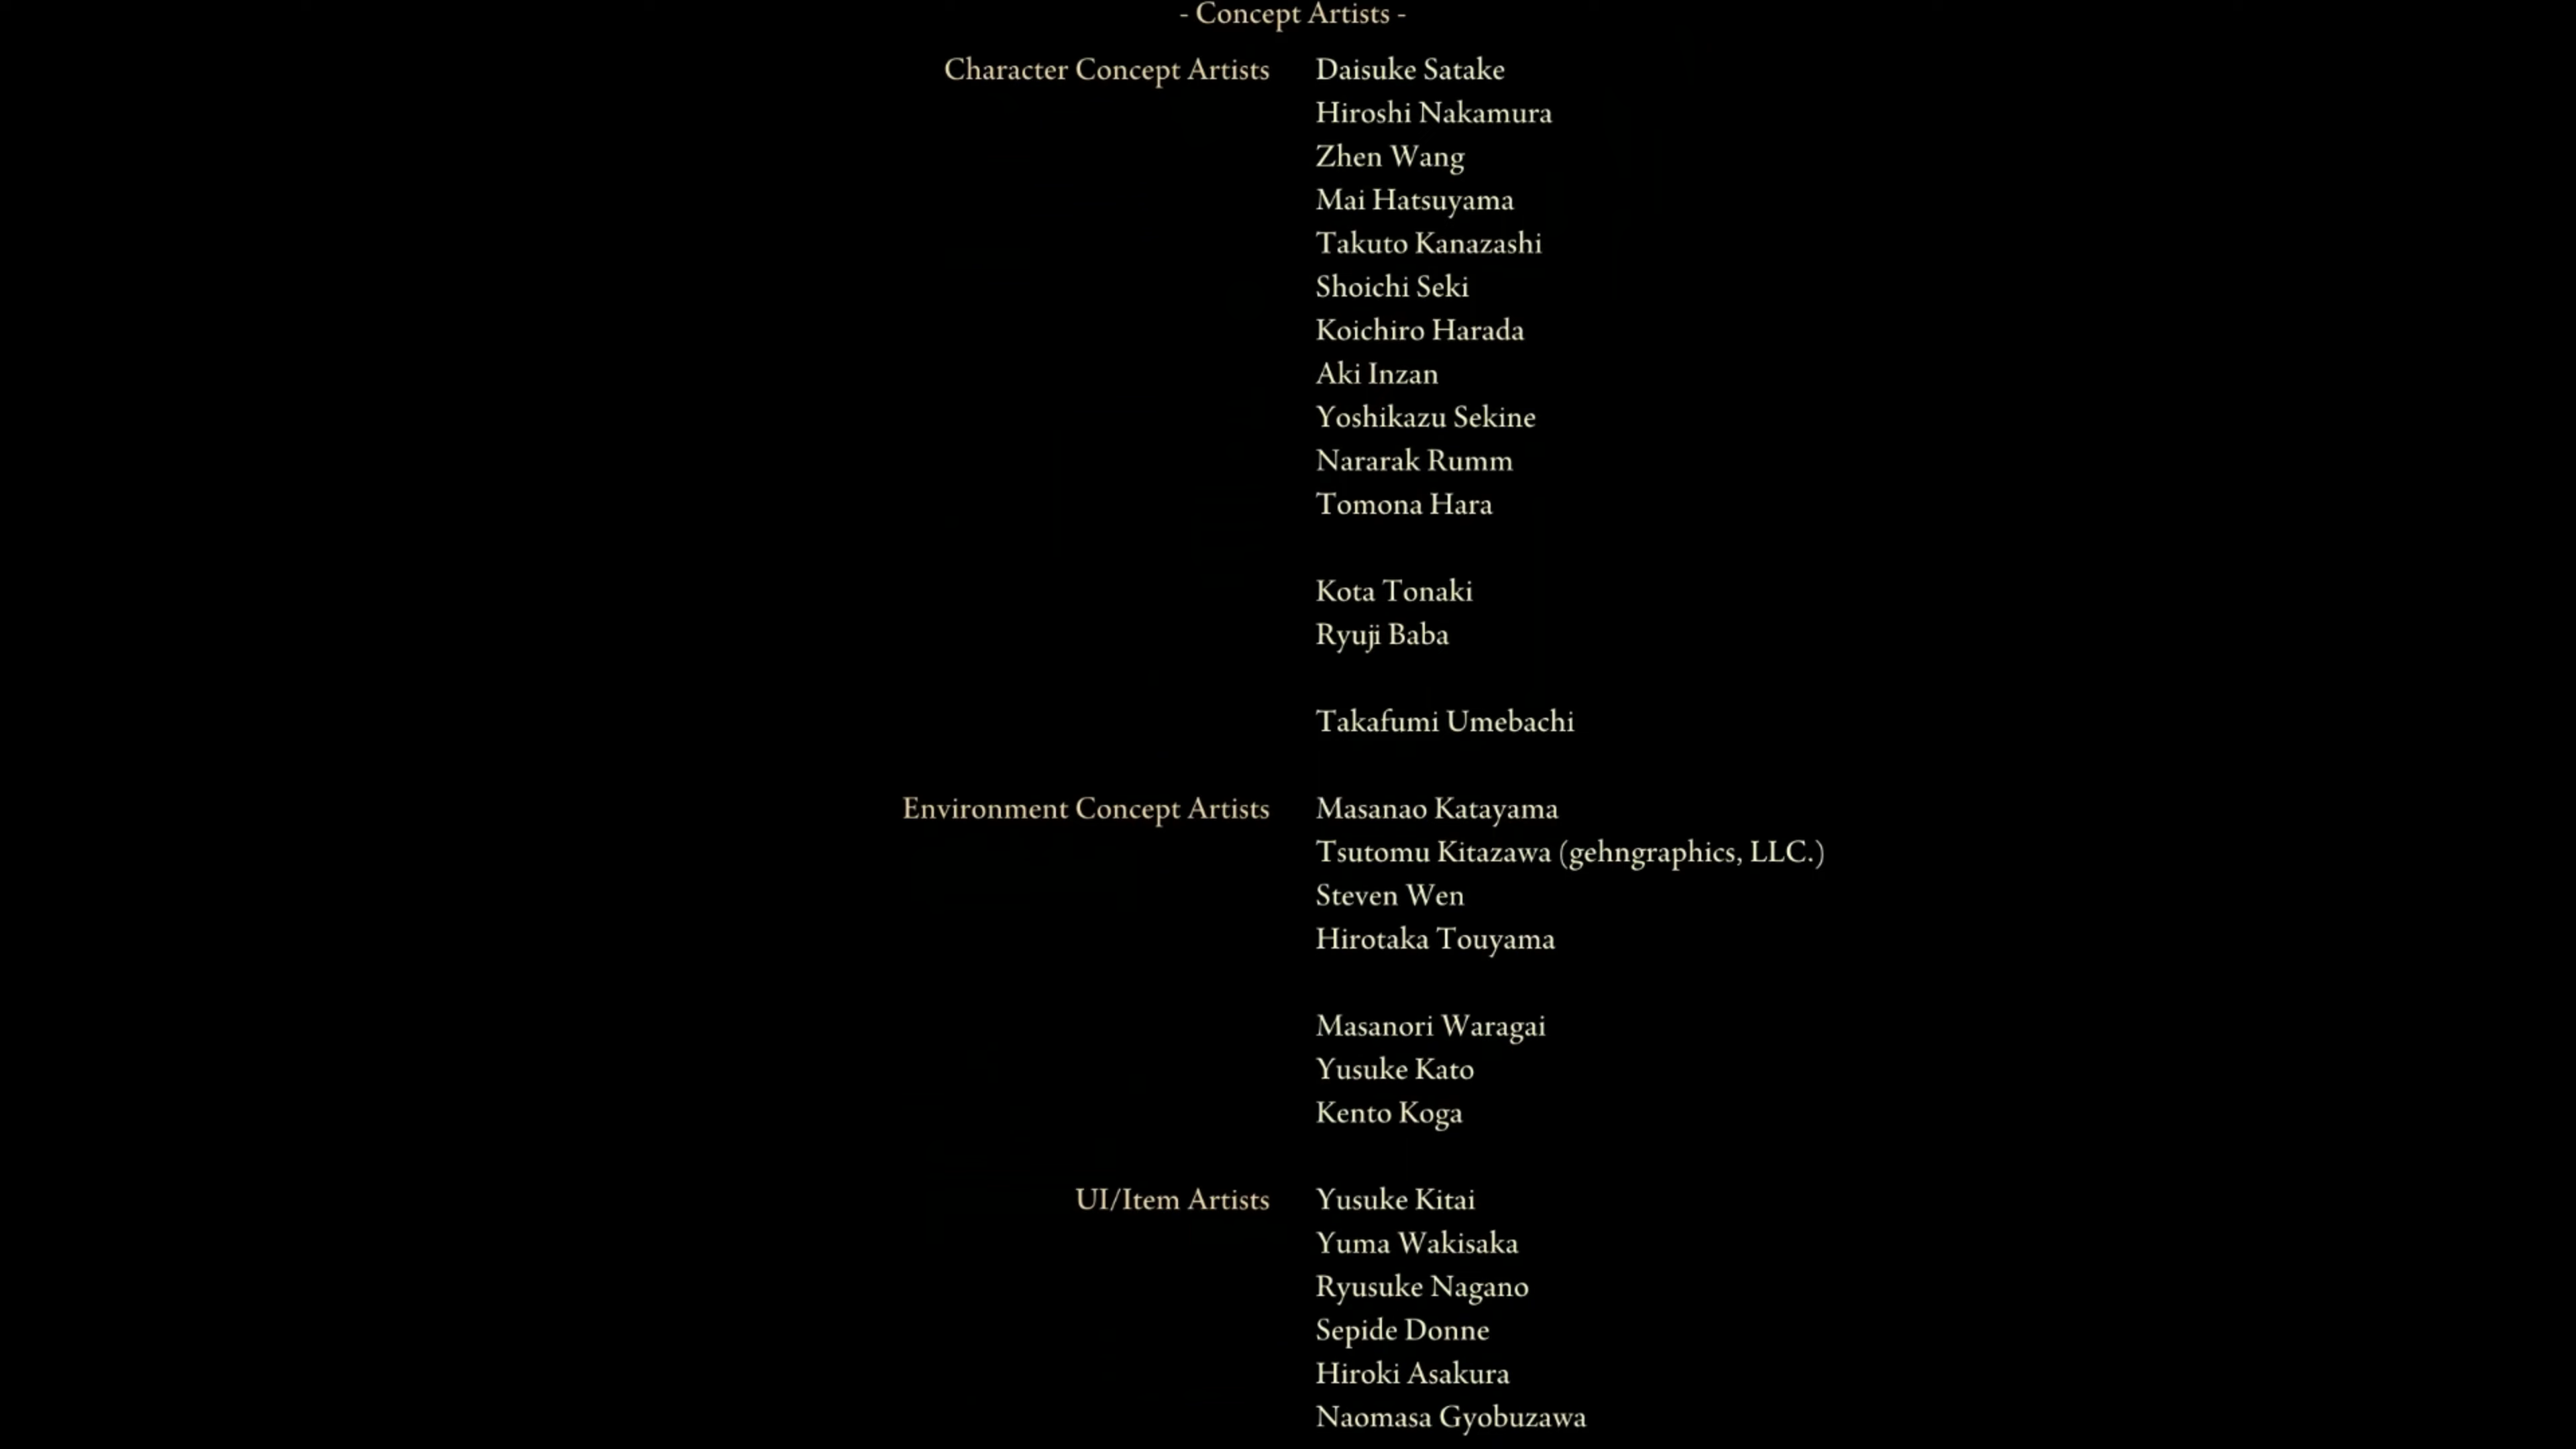 - Concept Artists -
Character Concept Artists Daisuke Satake
Hiroshi Nakamura
Zhen Wang
Mai Hatsuyama
Takuto Kanazashi
Shoichi Seki
Koichiro Harada
Aki Inzan
Yoshikazu Sekine
Nararak Rumm
Tomona Hara
Kota Tonaki
Ryuji Baba
Takafumi Umebachi
Environment Concept Artists Masanao Katayama
Tsutomu Kitazawa (gehngraphics, LLC.)
Steven Wen
Hirotaka Touyama
Masanori Waragai
Yusuke Kato
Kento Koga
UI/Item Artists Yusuke Kitai
Yuma Wakisaka
Ryusuke Nagano
Sepide Donne
Hiroki Asakura
Naomasa Gyobuzawa